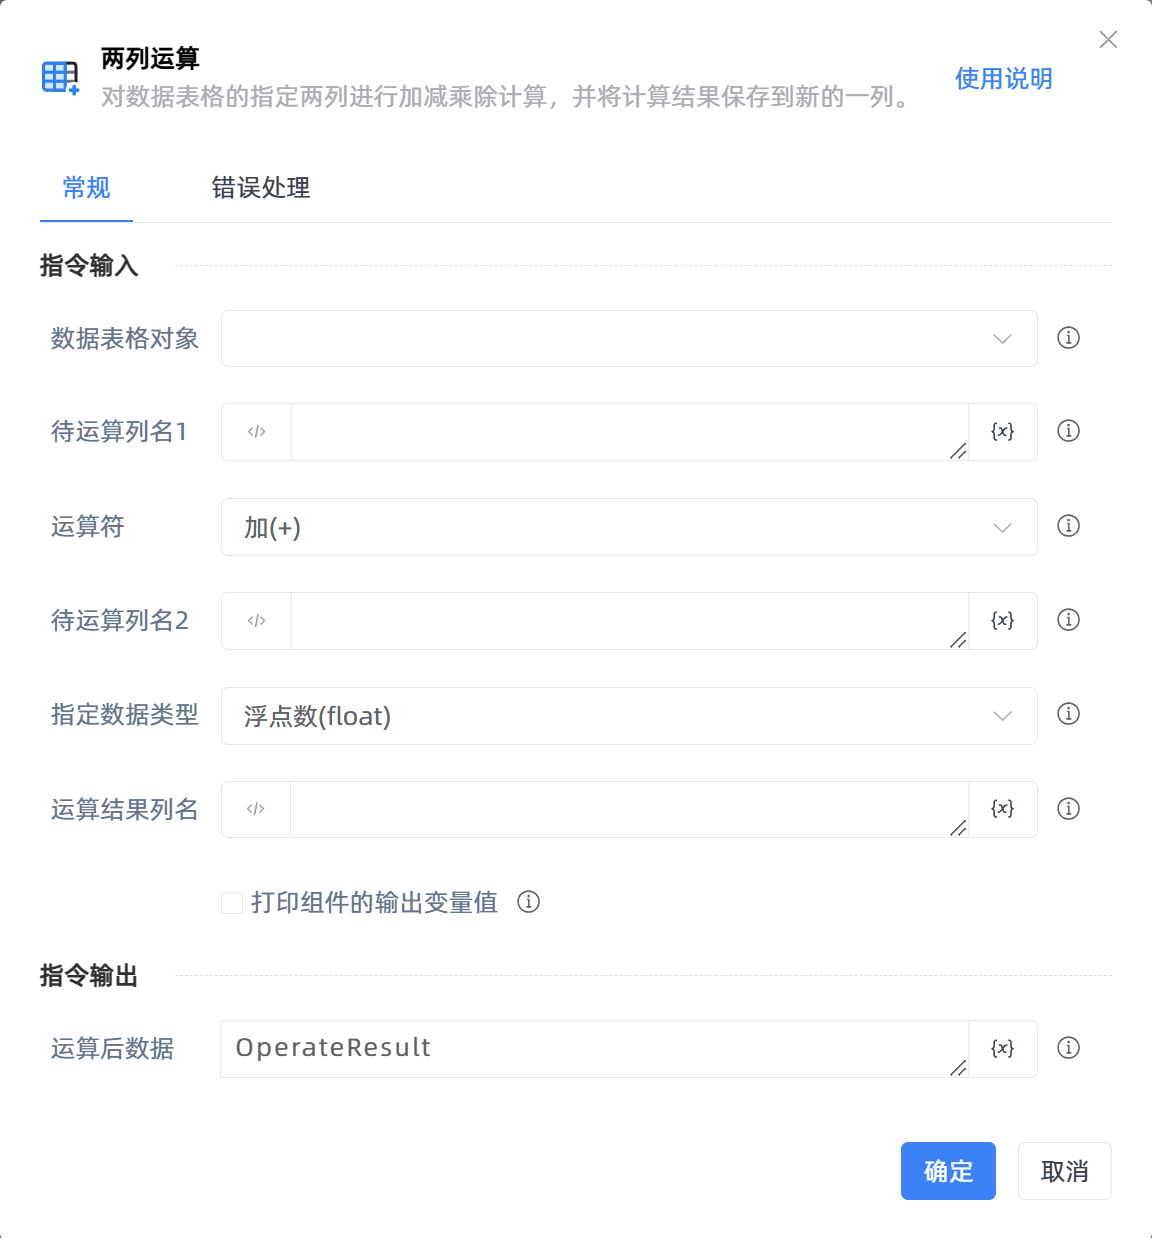 两列运算
对数据表格的指定两列进行加减乘除计算，并将计算结果保存到新的一列。
使用说明
常规
错误处理
指令输入
数据表格对象
待运算列名1
</>
{x}
运算符
加(+)
待运算列名2
</>
{x}
指定数据类型
浮点数(float)
运算结果列名
</>
{x}
打印组件的输出变量值
指令输出
运算后数据
OperateResult
{x}
确定
取消